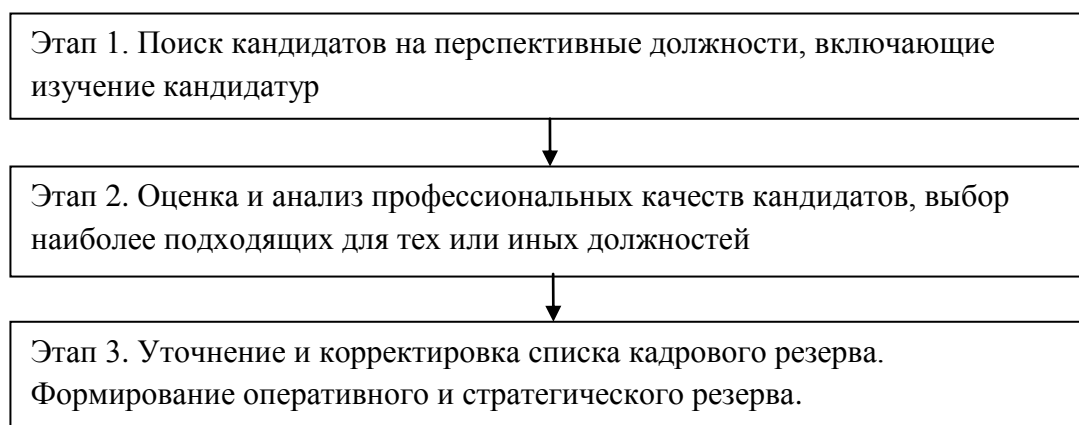 Этап 1. Поиск кандидатов на перспективные должности, включающие
изучение кандидатур
Этап 2. Оценка и анализ профессиональных качеств кандидатов, выбор
наиболее подходящих для тех или иных должностей
Этап 3. Уточнение и корректировка списка кадрового резерва.
Формирование оперативного и стратегического резерва.